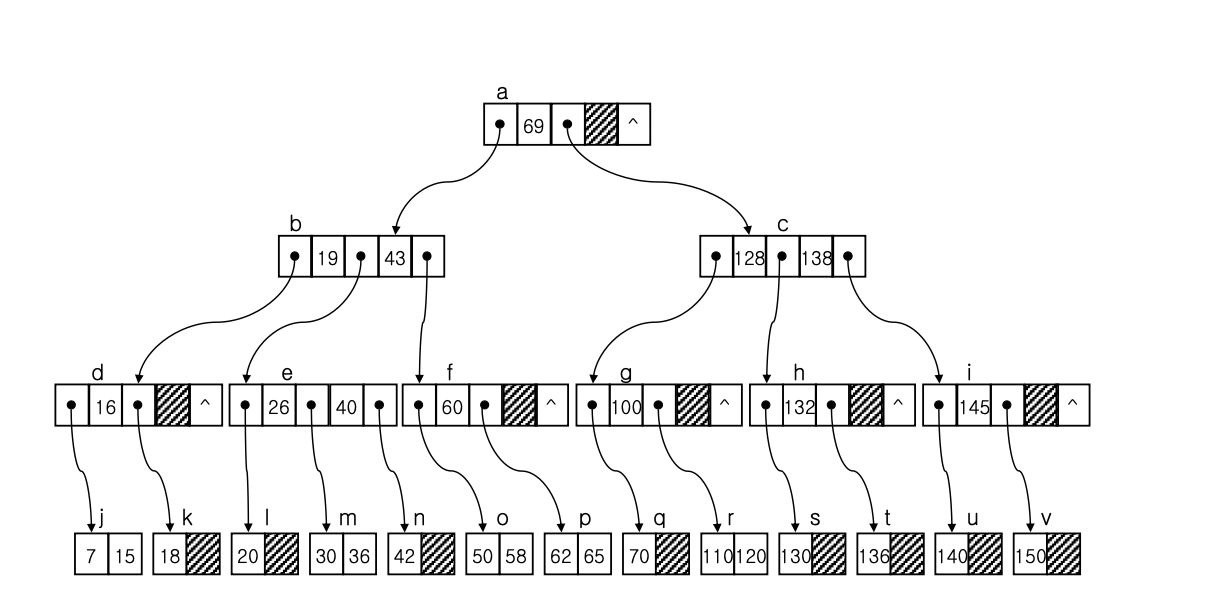 a
69 ^
b c
19 43 128 138
d e f g h i
16 ^ 26 40 60 ^ 100 ^ 132 ^ 145 ^
j k l m n o p q r s t u v
7 15 18 20 30 36 42 50 58 62 65 70 110 120 130 136 140 150